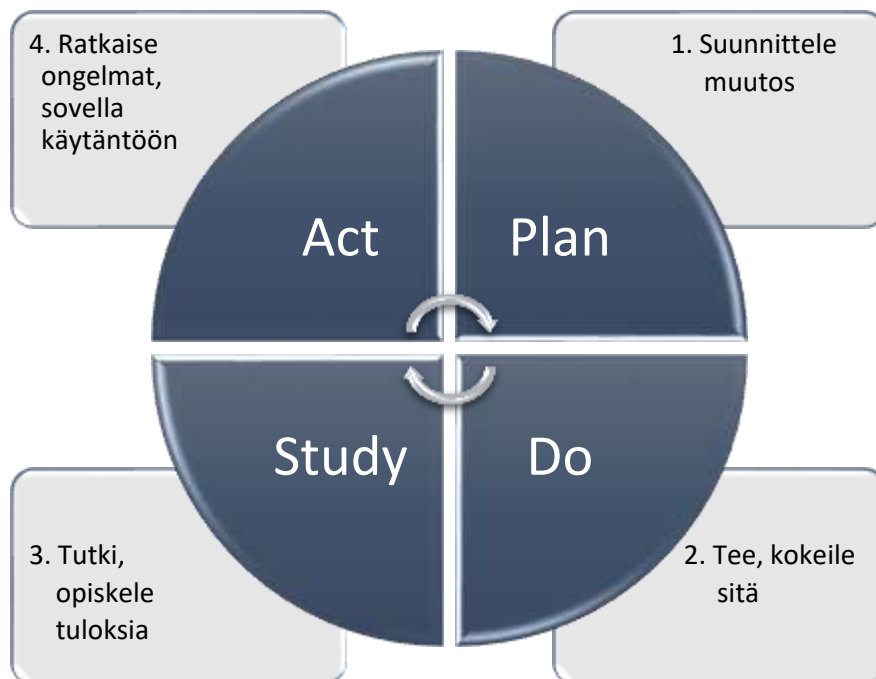 4. Ratkaise
ongelmat,
sovella
käytäntöön
1. Suunnittele
muutos
Act
Plan
Study
Do
3. Tutki,
opiskele
tuloksia
2. Tee, kokeile
sitä